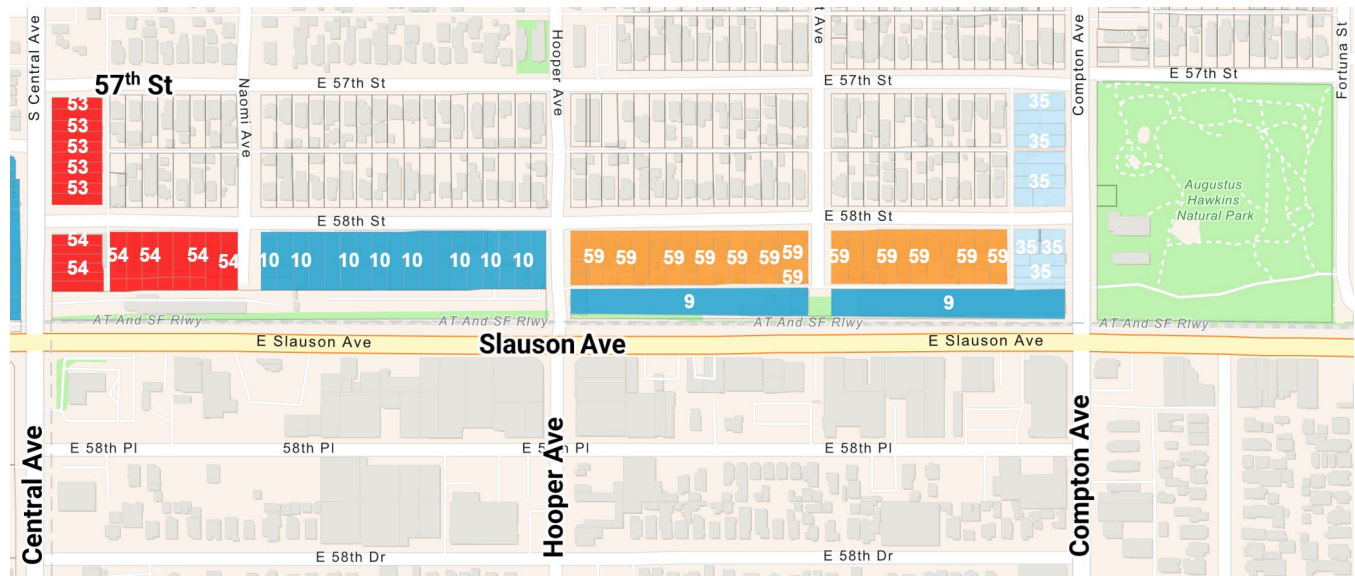 S Central Ave
Hooper Ave
t Ave
Compton Ave
Fortuna St
57th St
E 57th St
E 57th St
E 57th St
Naomi Ave
53
53
53
53
53
35
35
35
Augustus
Hawkins
Natural Park
E 58th St
E 58th St
54
54
54 54 54 54
10 10 10 10 10 10 10 10
59 59 59 59 59 59 59
59
59 59 59 59 59
35 35
35
9
9
AT And SF Rlwy
AT And SF Rlwy
AT And SF Rlwy
AT And SF Rlwy
E Slauson Ave
Slauson Ave
E Slauson Ave
E 58th Pl
58th Pl
E 58th Pl
E 58th Pl
Central Ave
Hooper Ave
Compton Ave
E 58th Dr
E 58th Dr